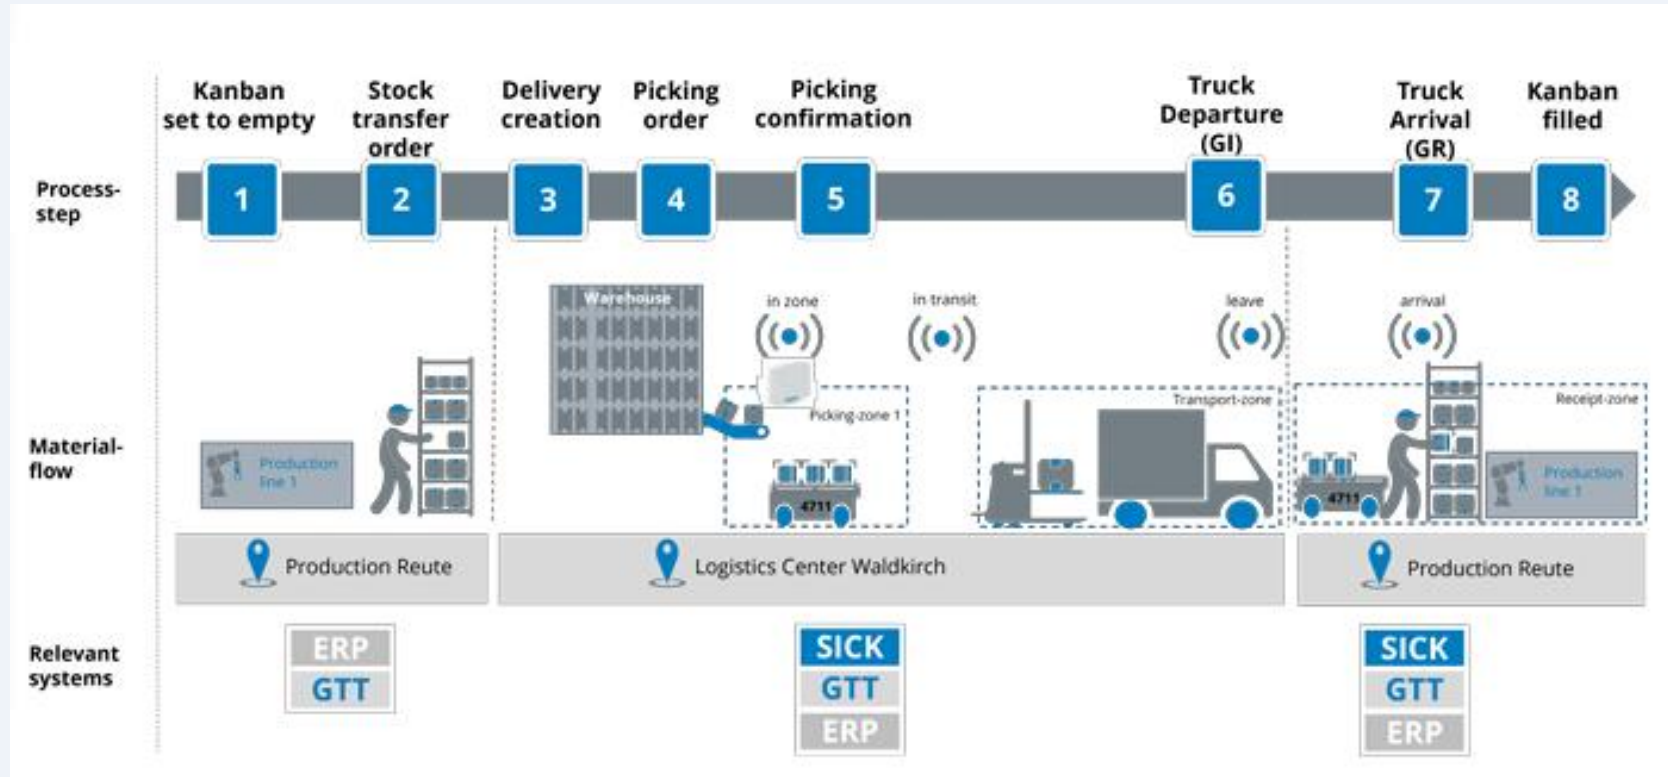 Kanban
set to empty
Stock
transfer
order
Delivery
creation
Picking
order
Picking
confirmation
Truck
Departure
(GI)
Truck
Arrival
(GR)
Kanban
filled
Process-
step
1
2
3
4
5
6
7
8
Material-
flow
Production
line 1
Warehouse
in zone
in transit
leave
arrival
Picking-zone 1
4711
Transport-zone
Receipt-zone
4711
Production
line 1
Production Reute
Logistics Center Waldkirch
Production Reute
Relevant
systems
ERP
GTT
SICK
GTT
ERP
SICK
GTT
ERP